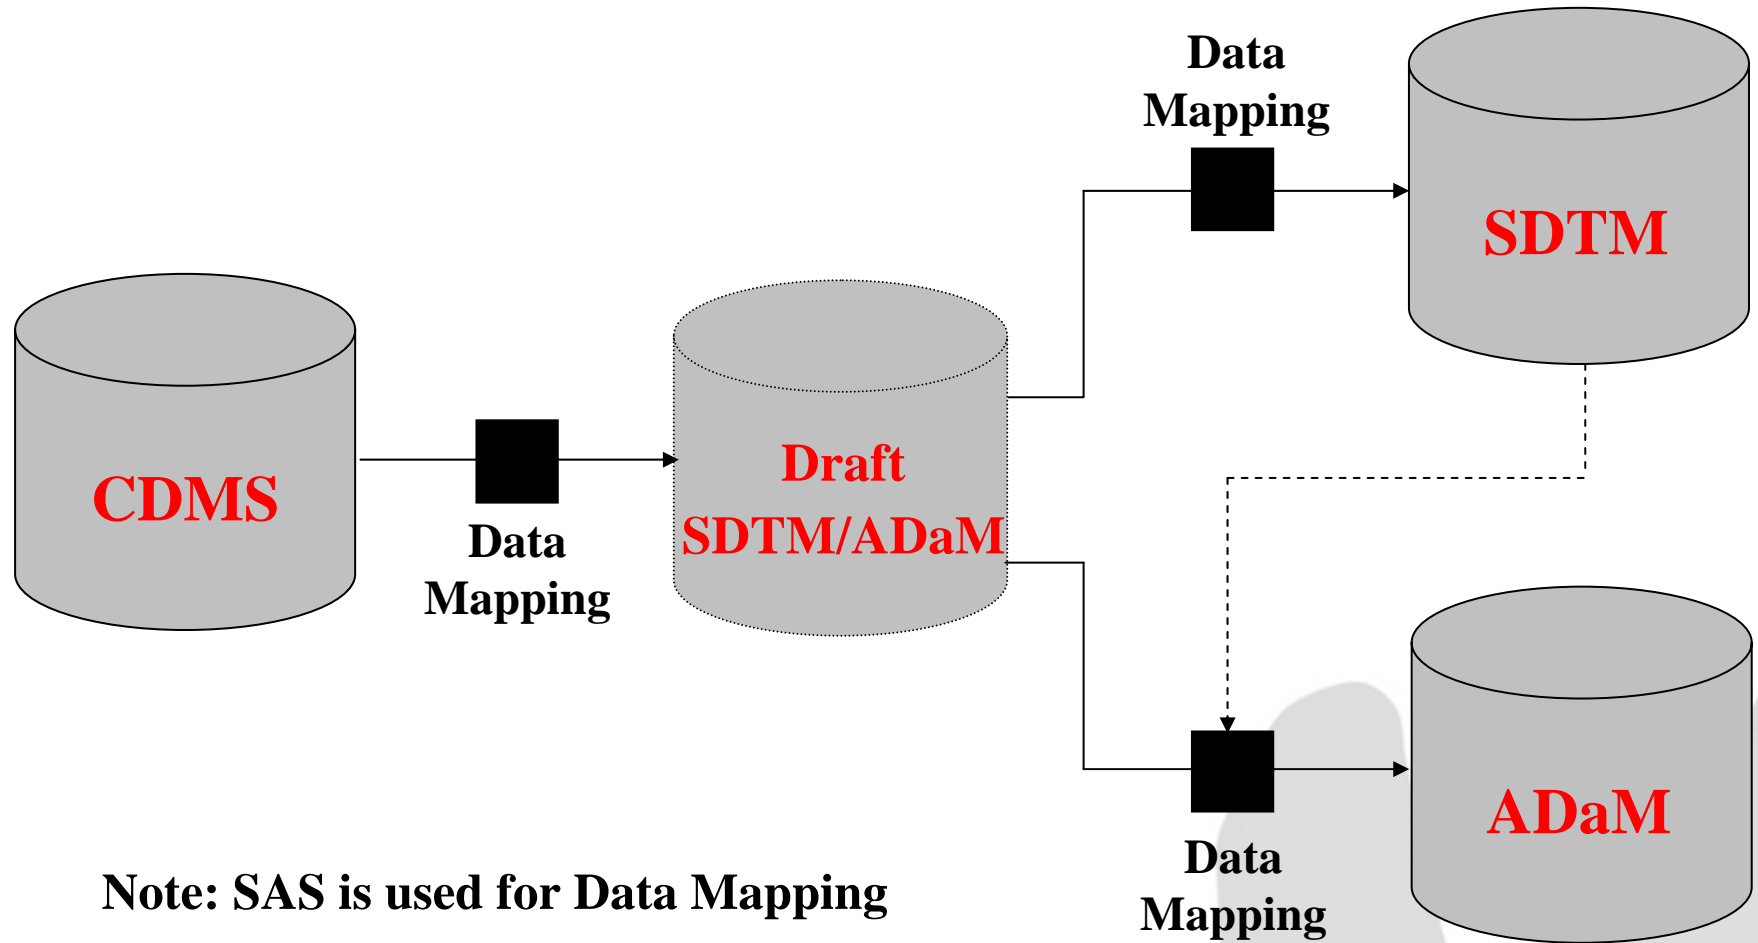 Data
Mapping
SDTM
CDMS
Data
Mapping
Draft
SDTM/ADaM
ADaM
Data
Mapping
Note: SAS is used for Data Mapping